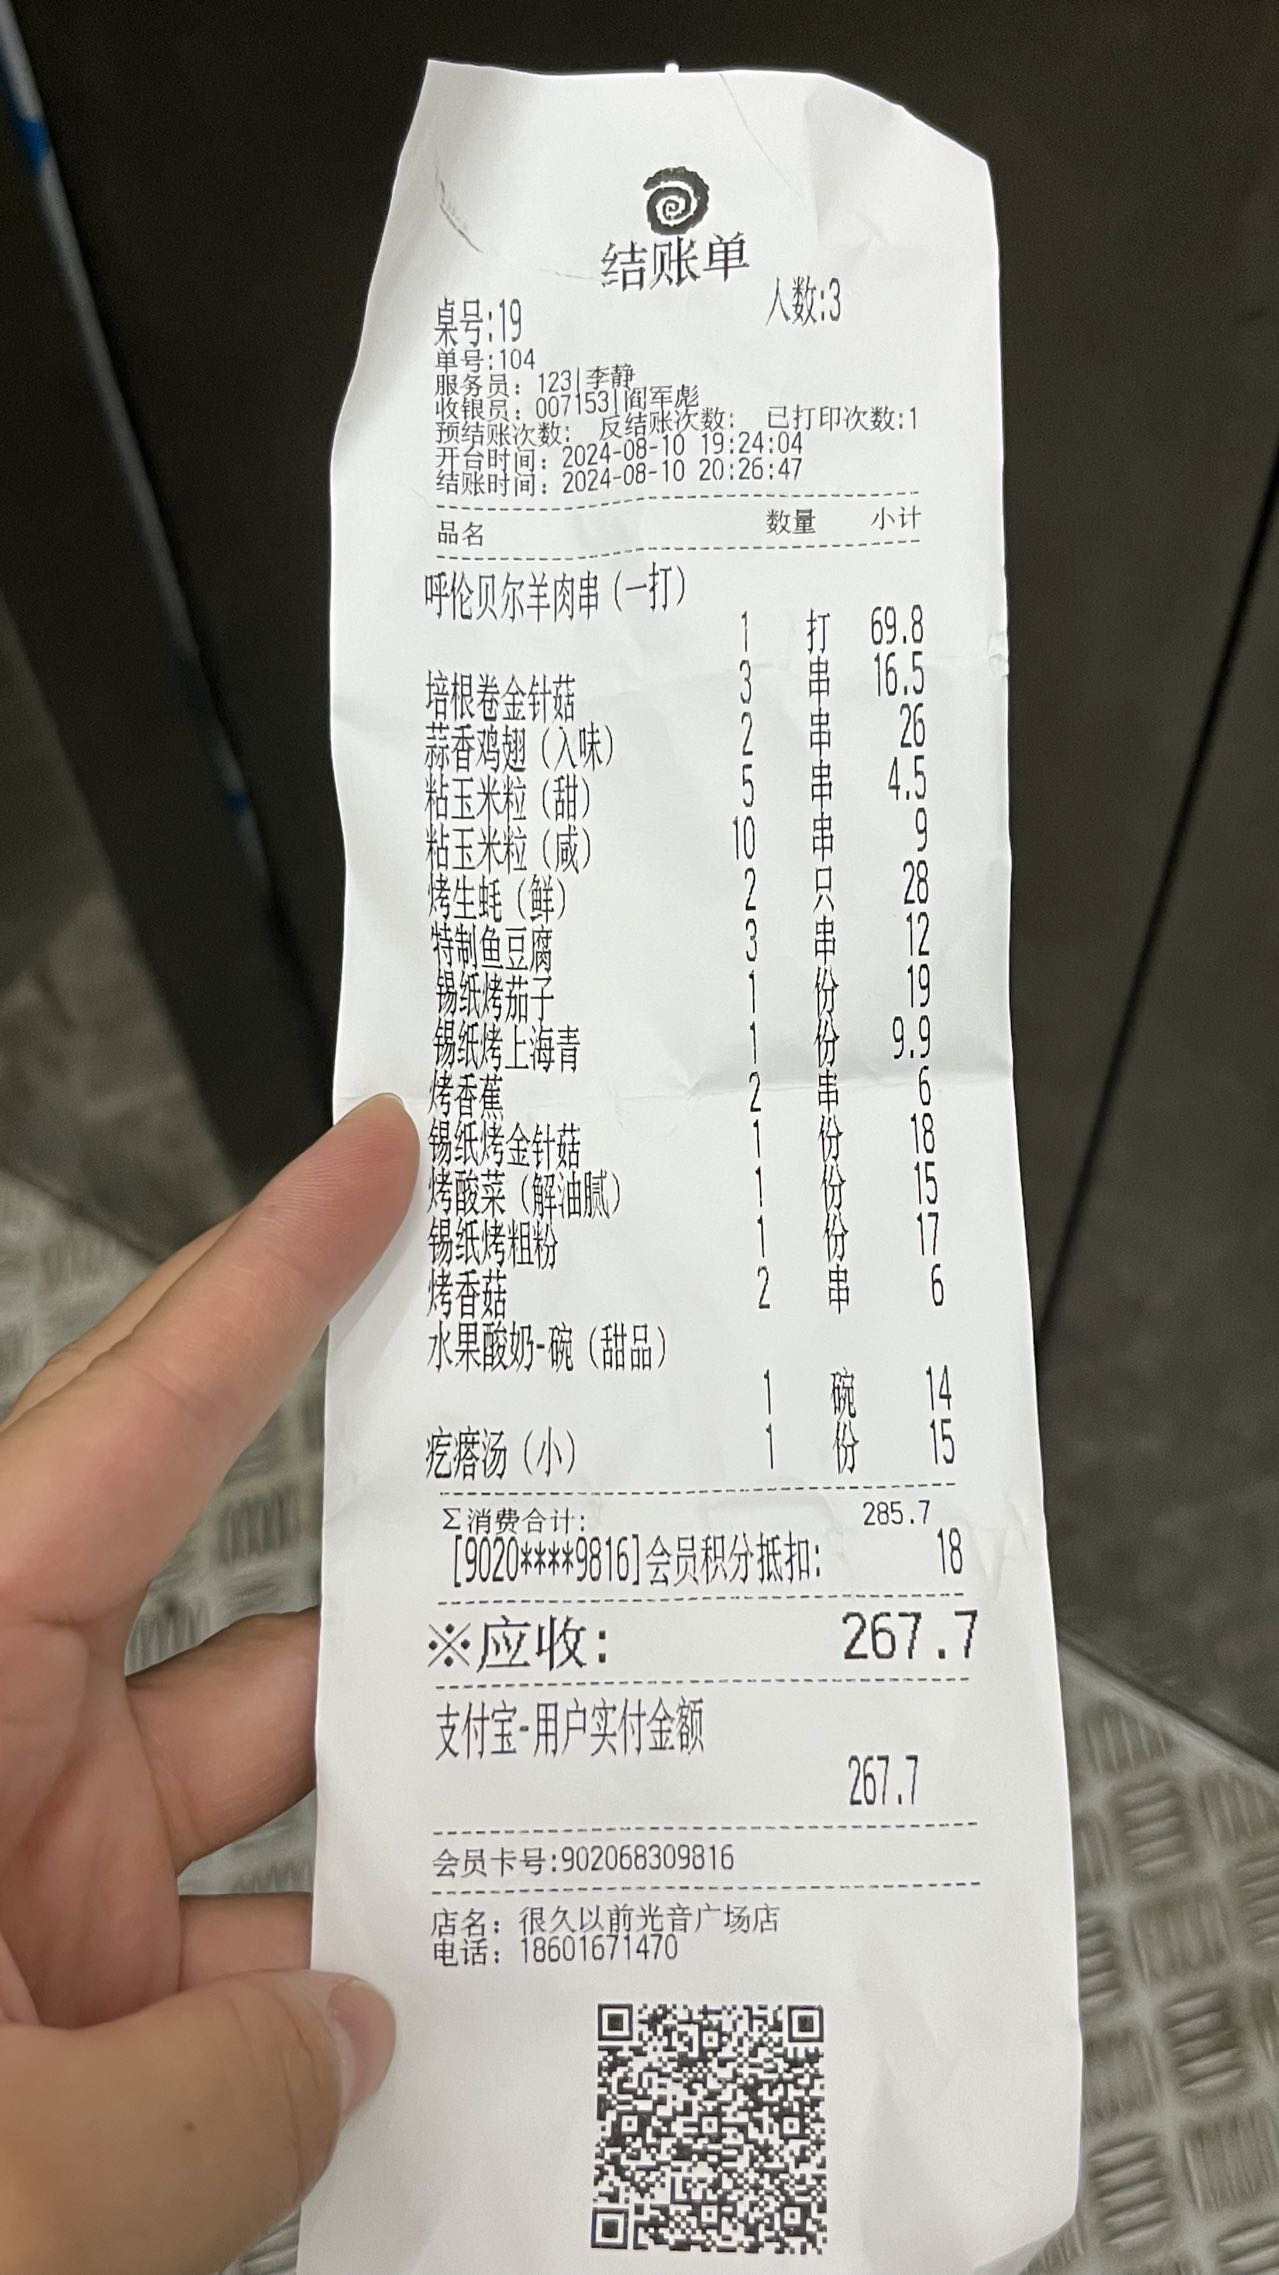 结账单
桌号:19 人数:3
单号:104
服务员: 123|李静
收银员: 007153|阎军彪
预结账次数: 反结账次数: 已打印次数:1
开台时间: 2024-08-10 19:24:04
结账时间: 2024-08-10 20:26:47
品名 数量 小计
呼伦贝尔羊肉串(一打)
1 打 69.8
培根卷金针菇 3 串 16.5
蒜香鸡翅(入味) 2 串 26
粘玉米粒(甜) 5 串 4.5
粘玉米粒(咸) 10 串 9
烤生蚝(鲜) 2 只 28
特制鱼豆腐 3 串 12
锡纸烤茄子 1 份 19
锡纸烤上海青 1 份 9.9
烤香蕉 2 串 6
锡纸烤金针菇 1 份 18
烤酸菜(解油腻) 1 份 15
锡纸烤粗粉 1 份 17
烤香菇 2 串 6
水果酸奶-碗(甜品)
1 碗 14
疙瘩汤(小) 1 份 15
Σ消费合计: 285.7
[9020****9816]会员积分抵扣: 18
※应收: 267.7
支付宝-用户实付金额
267.7
会员卡号:902068309816
店名: 很久以前光音广场店
电话: 18601671470